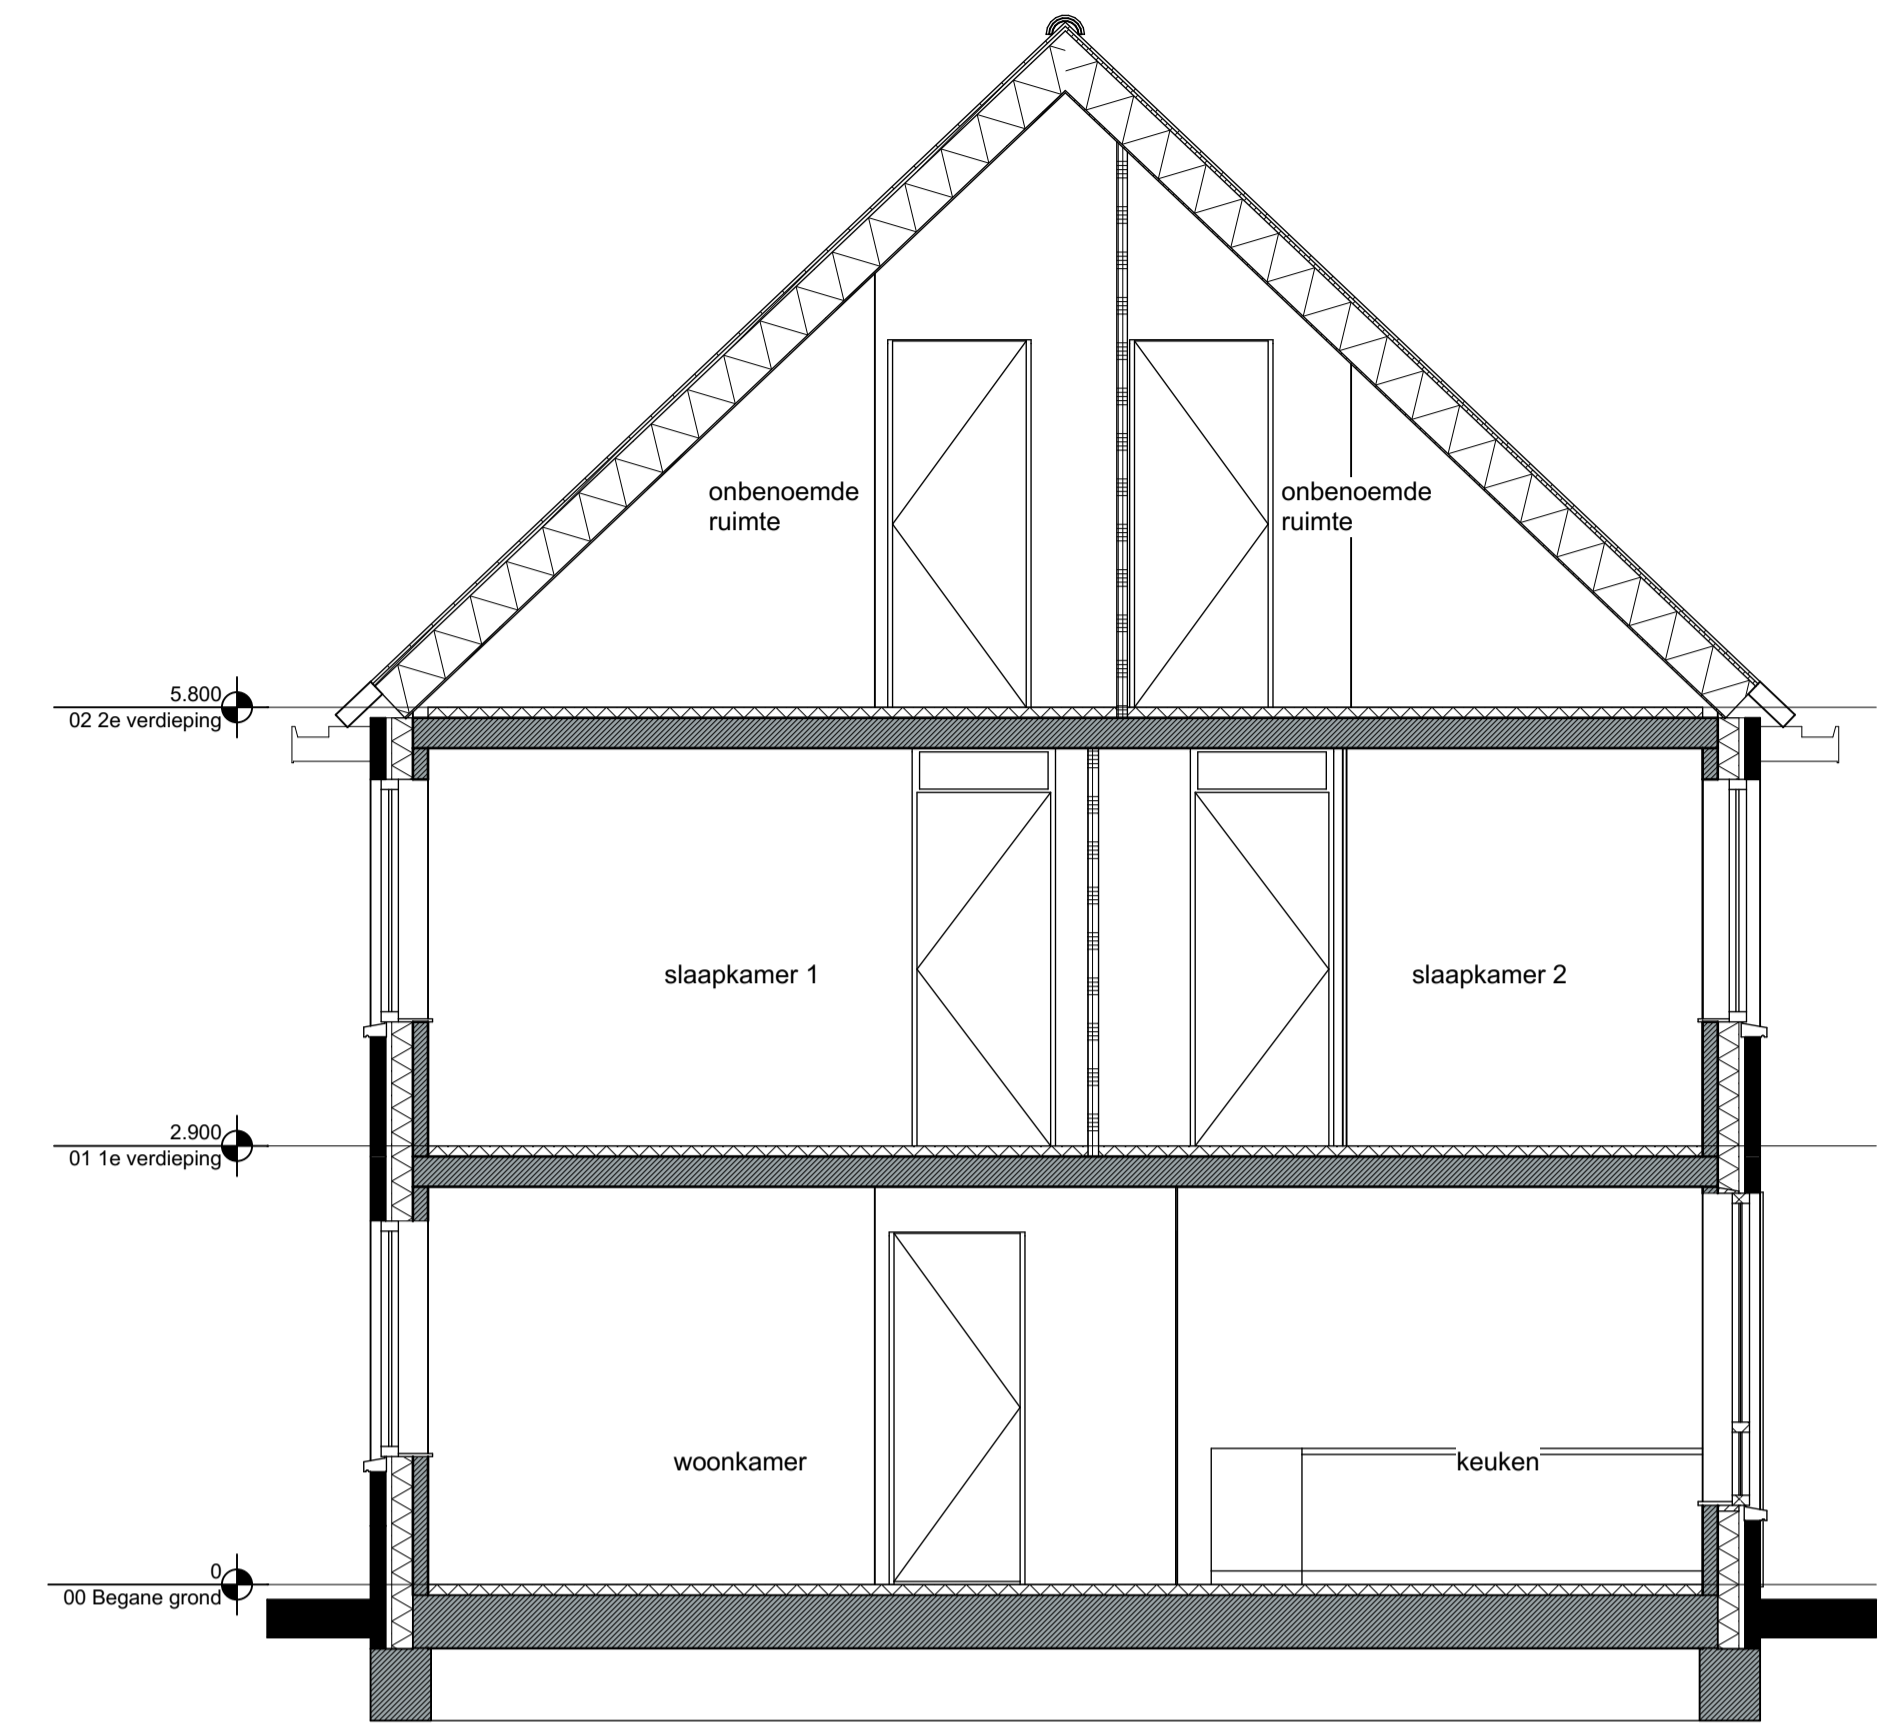 onbenoemde
ruimte
onbenoemde
ruimte
5.800
02 2e verdieping
slaapkamer 1
slaapkamer 2
2.900
01 1e verdieping
woonkamer
keuken
0
00 Begane grond